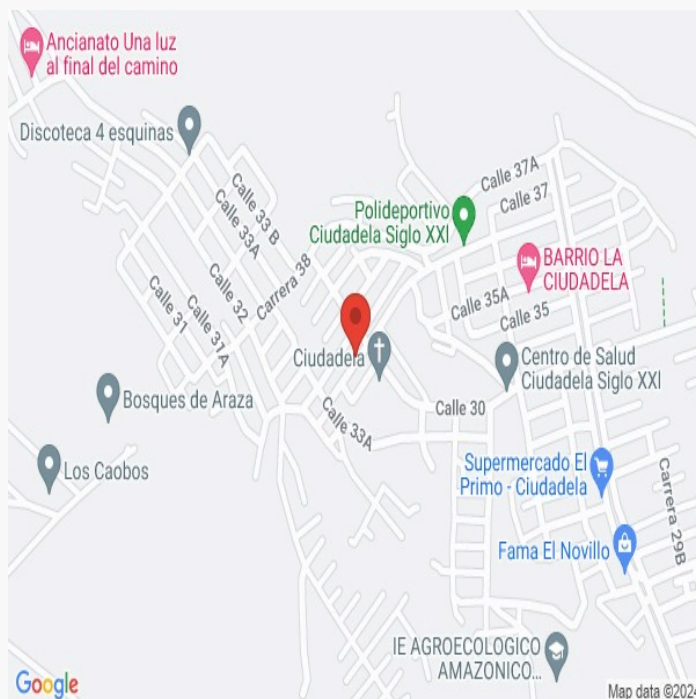 Ancianato Una luz
al final del camino
Discoteca 4 esquinas
Calle 37A
Calle 37
Calle 33 B
Calle 33A
Polideportivo
Ciudadela Siglo XXI
BARRIO LA
CIUDADELA
Carrera 38
Calle 35A
Calle 35
Calle 32
Calle 31
Calle 31A
Ciudadela
Centro de Salud
Ciudadela Siglo XXI
Bosques de Araza
Calle 30
Calle 33A
Los Caobos
Supermercado El
Primo - Ciudadela
Carrera 29B
Fama El Novillo
IE AGROECOLOGICO
AMAZONICO...
Google
Map data ©202